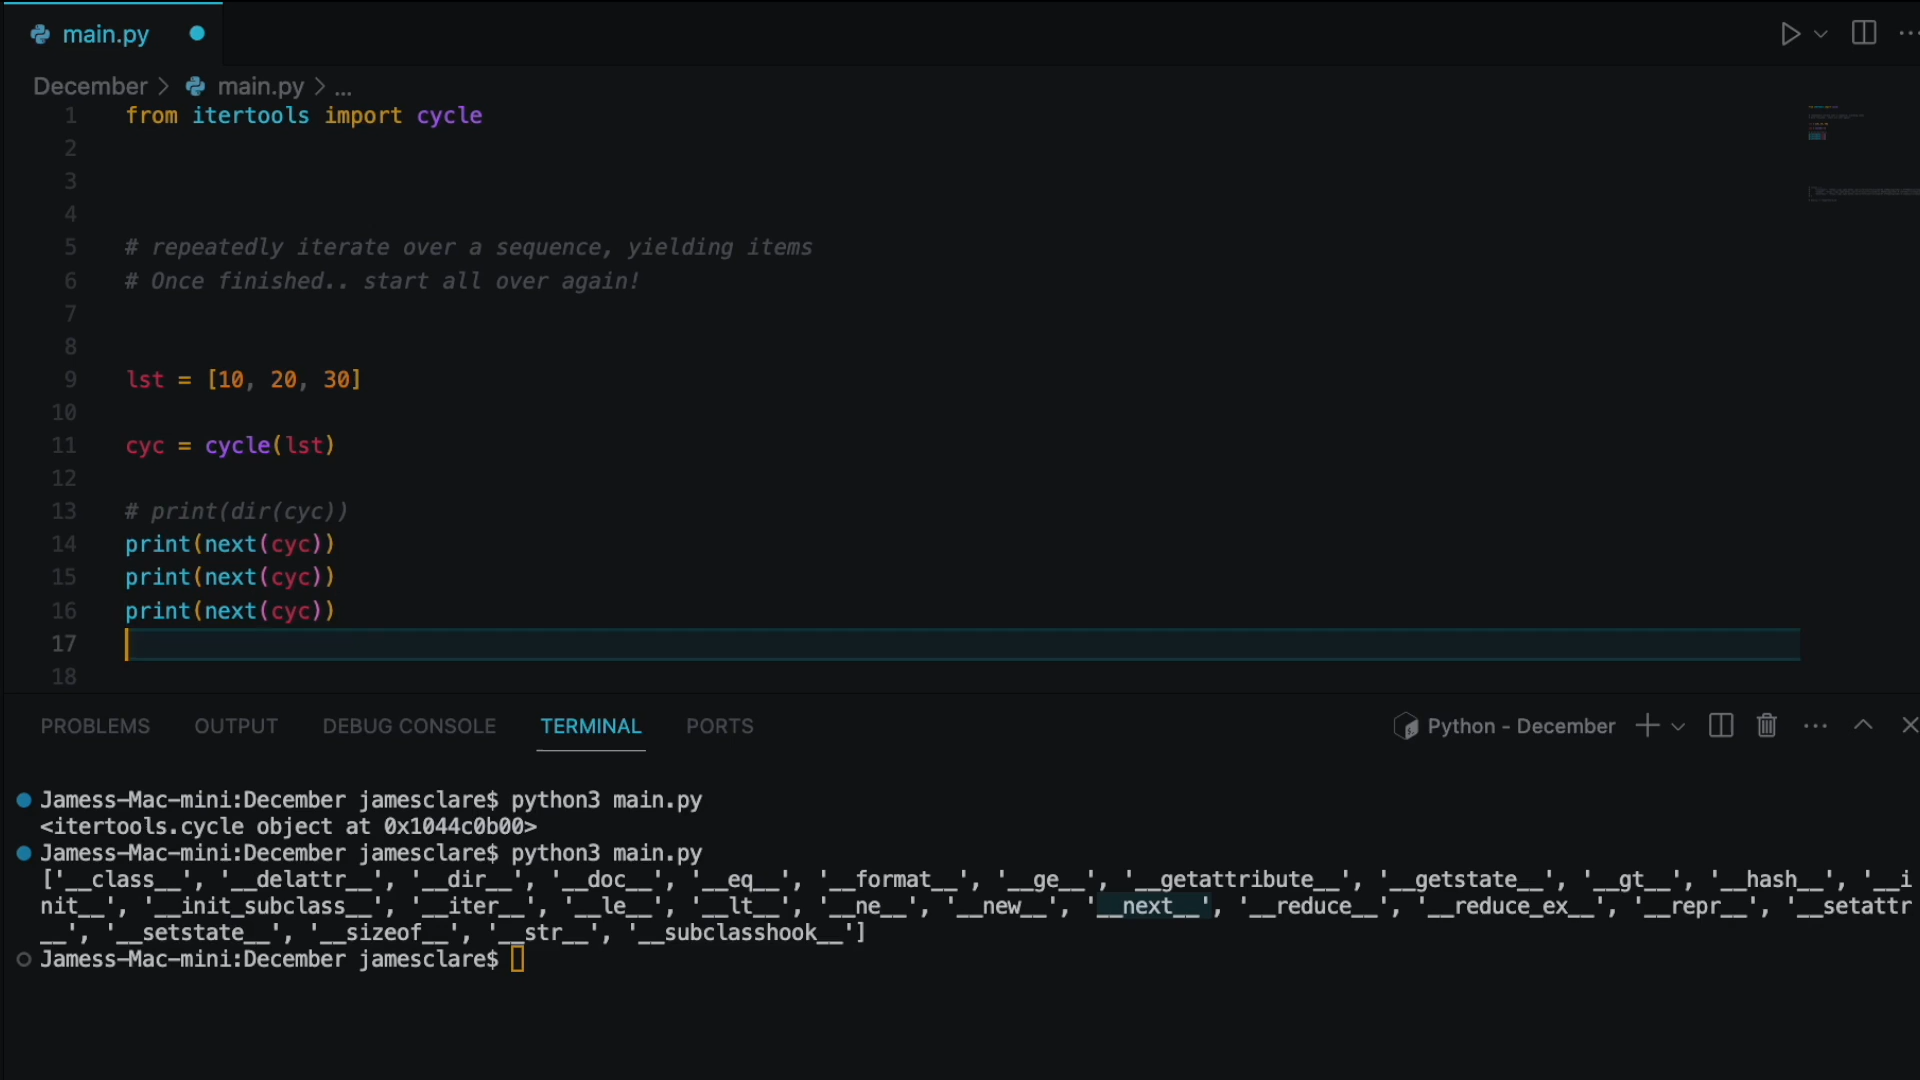 main.py
December > main.py > ...
1 from itertools import cycle
2
3
4
5 # repeatedly iterate over a sequence, yielding items
6 # Once finished.. start all over again!
7
8
9 lst = [10, 20, 30]
10
11 cyc = cycle(lst)
12
13 # print(dir(cyc))
14 print(next(cyc))
15 print(next(cyc))
16 print(next(cyc))
17
18
PROBLEMS OUTPUT DEBUG CONSOLE TERMINAL PORTS Python - December
Jamess-Mac-mini:December jamesclare$ python3 main.py
<itertools.cycle object at 0x1044c0b00>
Jamess-Mac-mini:December jamesclare$ python3 main.py
['__class__', '__delattr__', '__dir__', '__doc__', '__eq__', '__format__', '__ge__', '__getattribute__', '__getstate__', '__gt__', '__hash__', '__i
nit__', '__init_subclass__', '__iter__', '__le__', '__lt__', '__ne__', '__new__', '__next__', '__reduce__', '__reduce_ex__', '__repr__', '__setattr
__', '__setstate__', '__sizeof__', '__str__', '__subclasshook__']
Jamess-Mac-mini:December jamesclare$